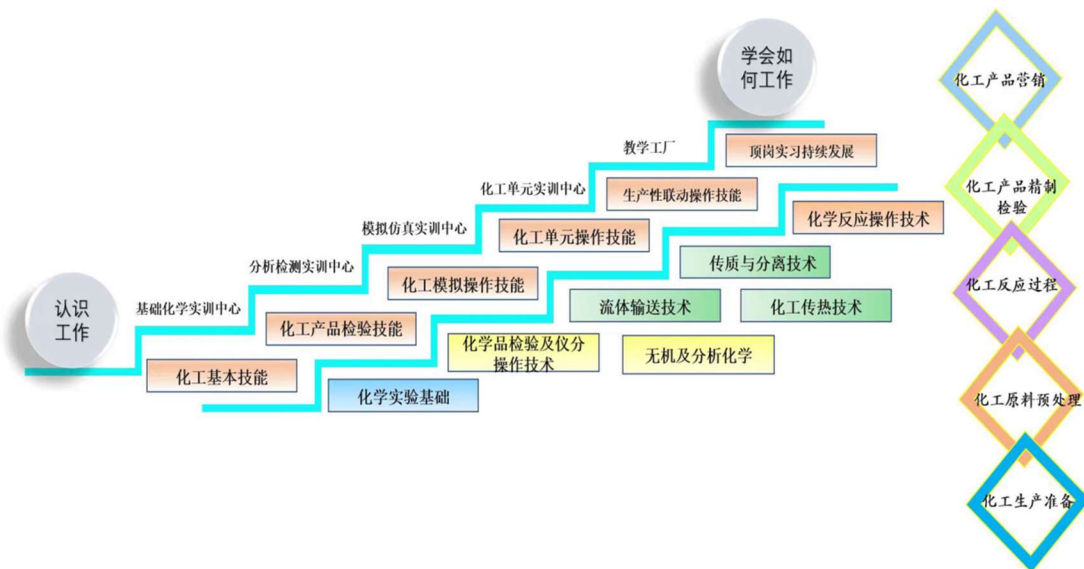 学会如
何工作
化工产品营销
教学工厂
顶岗实习持续发展
化工单元实训中心
生产性联动操作技能
化工产品精制
检验
模拟仿真实训中心
化工单元操作技能
化学反应操作技术
分析检测实训中心
化工模拟操作技能
传质与分离技术
化工反应过程
认识
工作
基础化学实训中心
化工产品检验技能
流体输送技术
化工传热技术
化工基本技能
化学品检验及仪分
操作技术
无机及分析化学
化学实验基础
化工原料预处理
化工生产准备